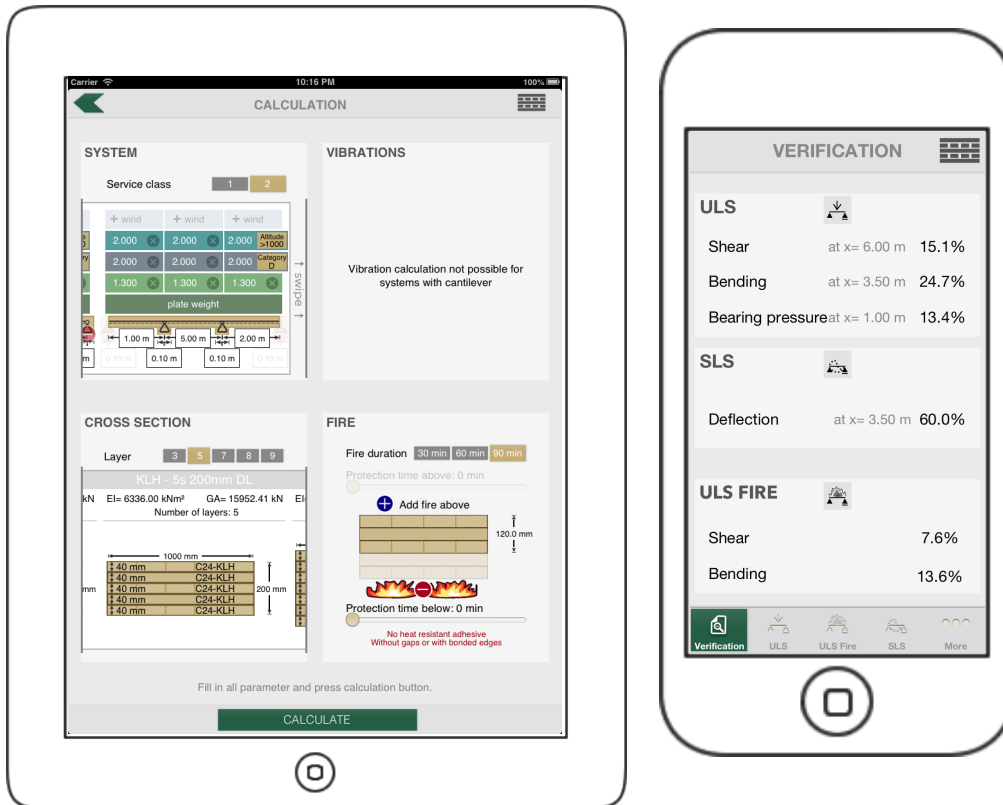 Carrier 10:16 PM 100%
CALCULATION
SYSTEM
Service class 1 2
+ wind + wind + wind
2.000 2.000 2.000 Altitude >1000
2.000 2.000 2.000 Category D
1.300 1.300 1.300
plate weight
← swipe →
1.00 m 5.00 m 2.00 m
m 0.10 m 0.10 m 0.10 m 0.10 m
VIBRATIONS
Vibration calculation not possible for
systems with cantilever
CROSS SECTION
Layer 3 5 7 8 9
KLH - 5s 200mm DL
kN EI= 6336.00 kNm² GA= 15952.41 kN EI
Number of layers: 5
1000 mm
40 mm C24-KLH
40 mm C24-KLH
mm 40 mm C24-KLH 200 mm
40 mm C24-KLH
40 mm C24-KLH
FIRE
Fire duration 30 min 60 min 90 min
Protection time above: 0 min
Add fire above
120.0 mm
Protection time below: 0 min
No heat resistant adhesive
Without gaps or with bonded edges
Fill in all parameter and press calculation button.
CALCULATE
VERIFICATION
ULS
Shear at x= 6.00 m 15.1%
Bending at x= 3.50 m 24.7%
Bearing pressure at x= 1.00 m 13.4%
SLS
Deflection at x= 3.50 m 60.0%
ULS FIRE
Shear 7.6%
Bending 13.6%
Verification ULS ULS Fire SLS More